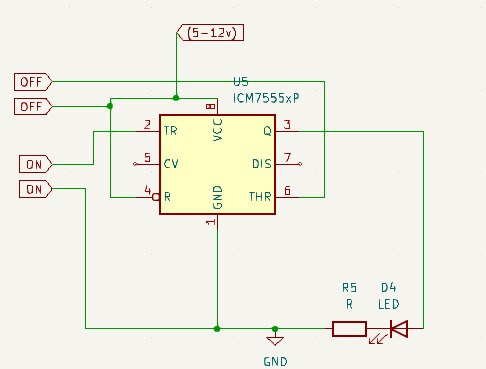 (5-12v)
OFF
U5
ICM7555xP
OFF
8
VCC
2
TR
Q
3
ON
5
CV
DIS
7
ON
4
R
GND
THR
6
1
R5
R
D4
LED
GND